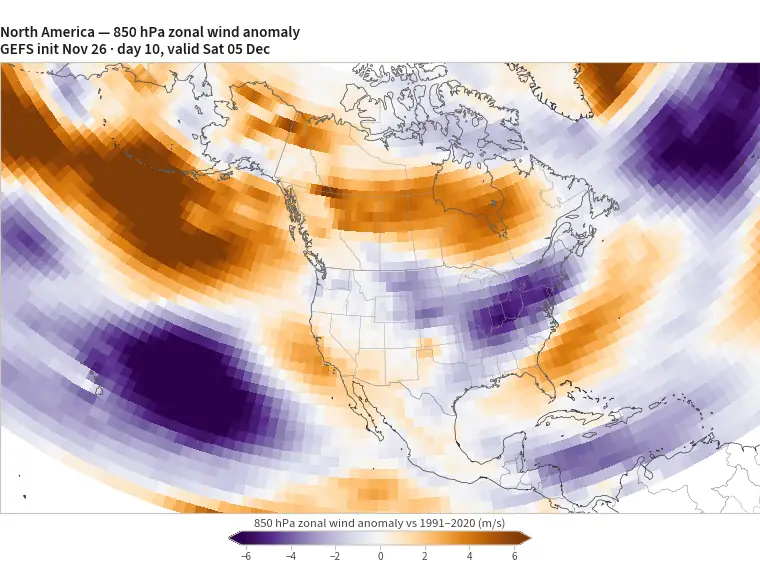 North America — 850 hPa zonal wind anomaly
GEFS init Nov 26 · day 10, valid Sat 05 Dec
850 hPa zonal wind anomaly vs 1991–2020 (m/s)
−6 −4 −2 0 2 4 6